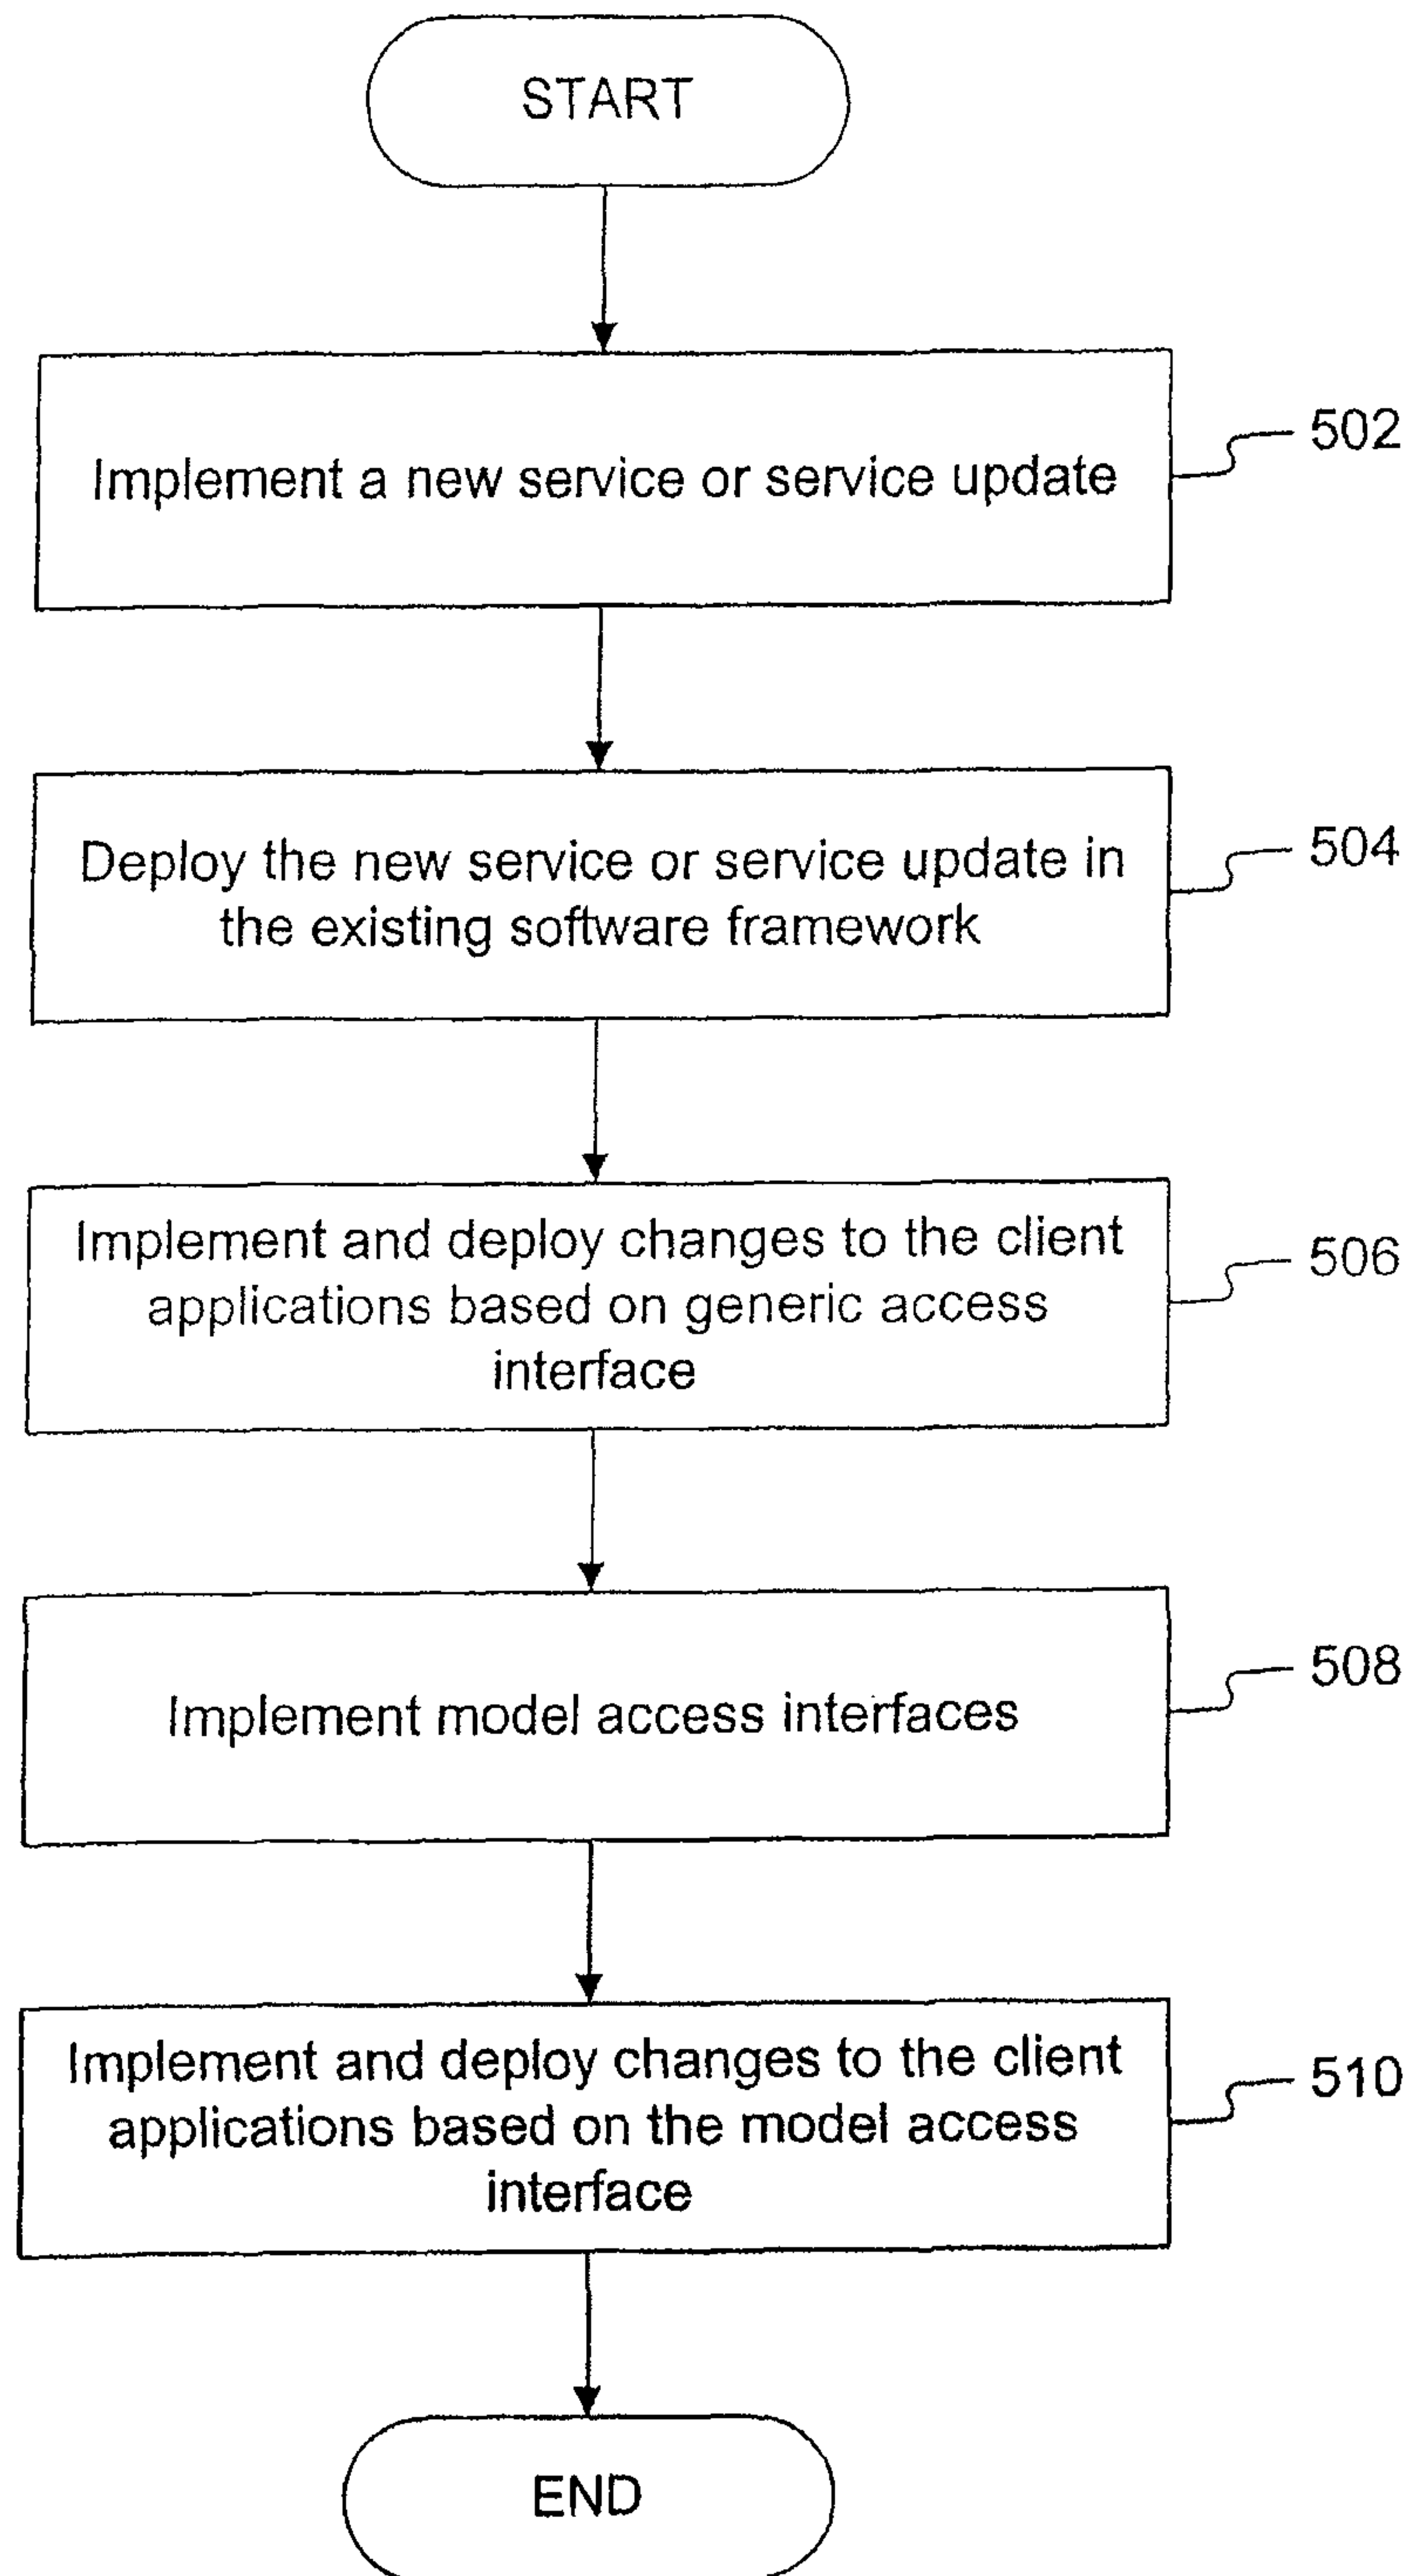 START
Implement a new service or service update
502
Deploy the new service or service update in
the existing software framework
504
Implement and deploy changes to the client
applications based on generic access
interface
506
Implement model access interfaces
508
Implement and deploy changes to the client
applications based on the model access
interface
510
END